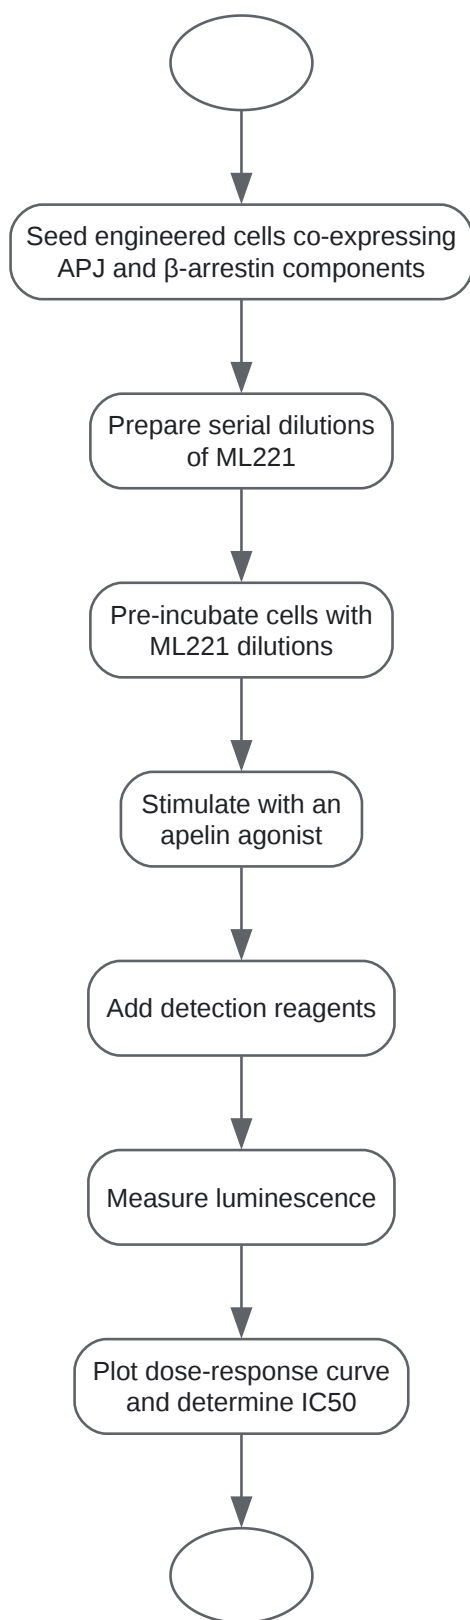 Seed engineered cells co-expressing
APJ and β-arrestin components
Prepare serial dilutions
of ML221
Pre-incubate cells with
ML221 dilutions
Stimulate with an
apelin agonist
Add detection reagents
Measure luminescence
Plot dose-response curve
and determine IC50